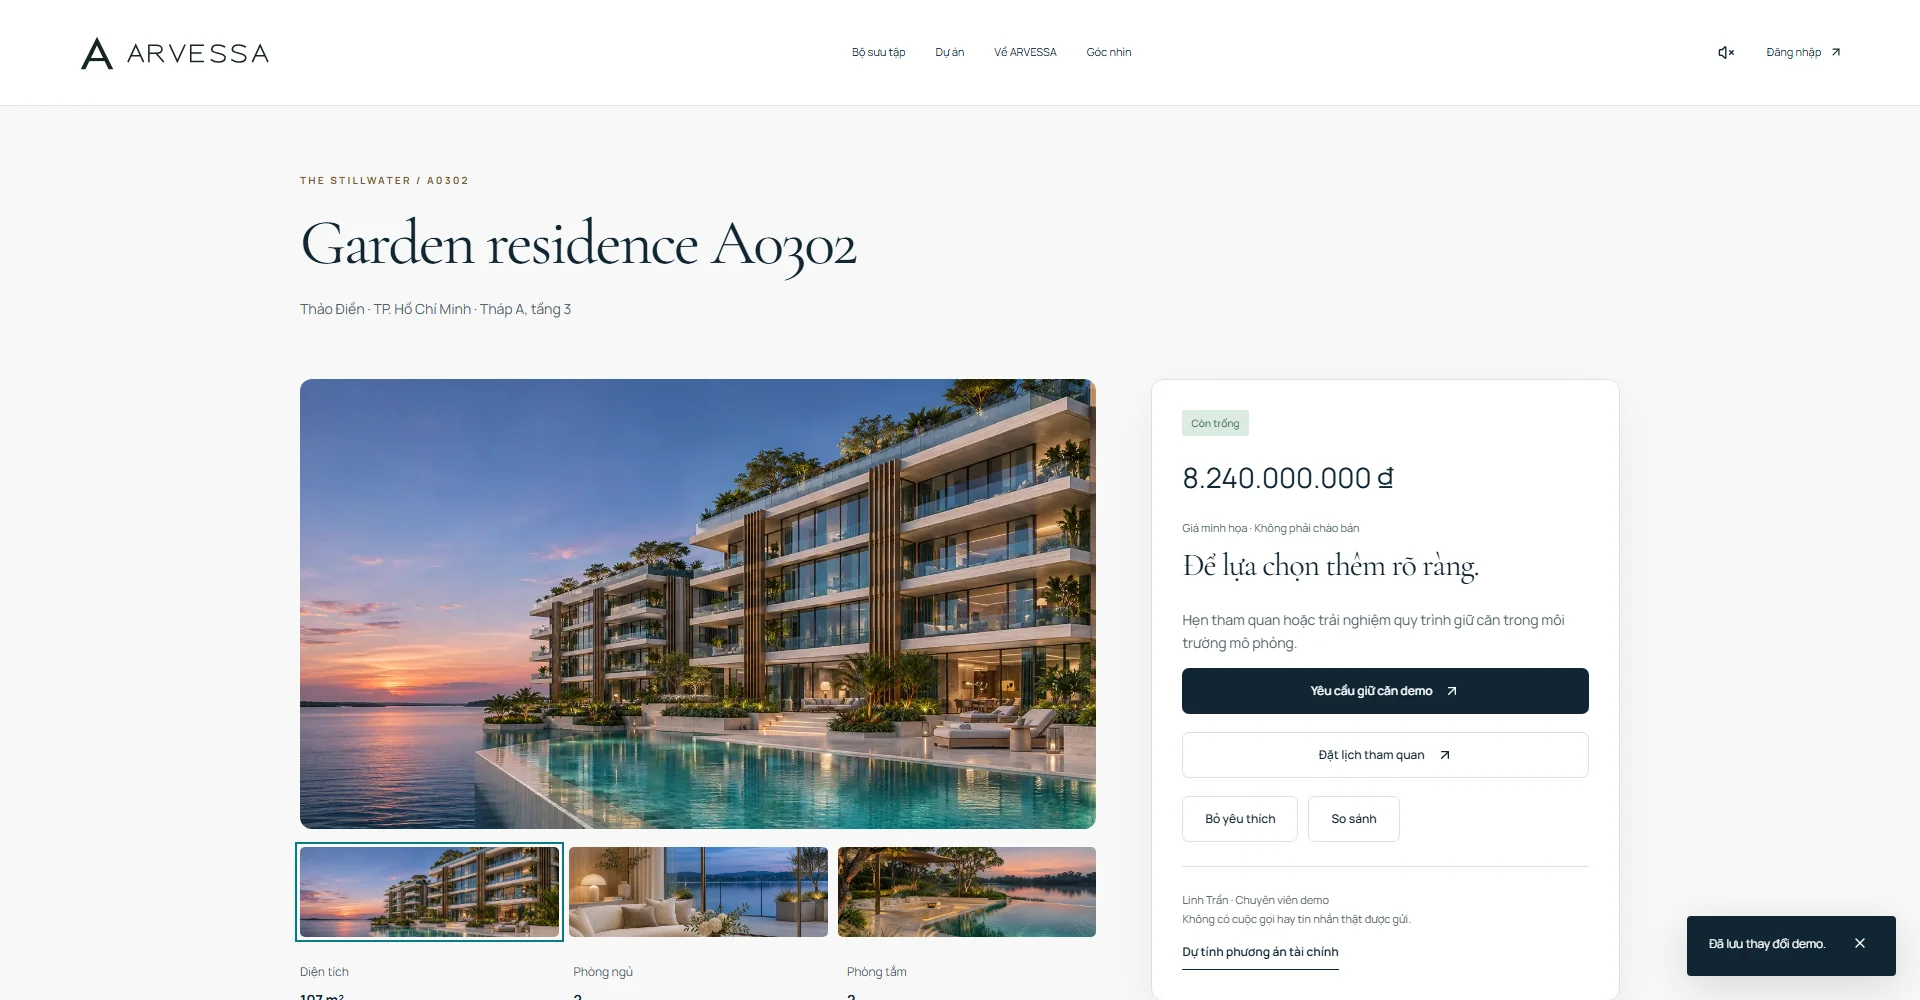 ARVESSA
Bộ sưu tập
Dự án
Về ARVESSA
Góc nhìn
Đăng nhập
THE STILLWATER / A0302
Garden residence A0302
Thảo Điền · TP. Hồ Chí Minh · Tháp A, tầng 3
Còn trống
8.240.000.000 ₫
Giá minh họa · Không phải chào bán
Để lựa chọn thêm rõ ràng.
Hẹn tham quan hoặc trải nghiệm quy trình giữ căn trong môi
trường mô phỏng.
Yêu cầu giữ căn demo
Đặt lịch tham quan
Bỏ yêu thích
So sánh
Linh Trần · Chuyên viên demo
Không có cuộc gọi hay tin nhắn thật được gửi.
Dự tính phương án tài chính
Đã lưu thay đổi demo.
Diện tích
Phòng ngủ
Phòng tắm
107 m²
2
2